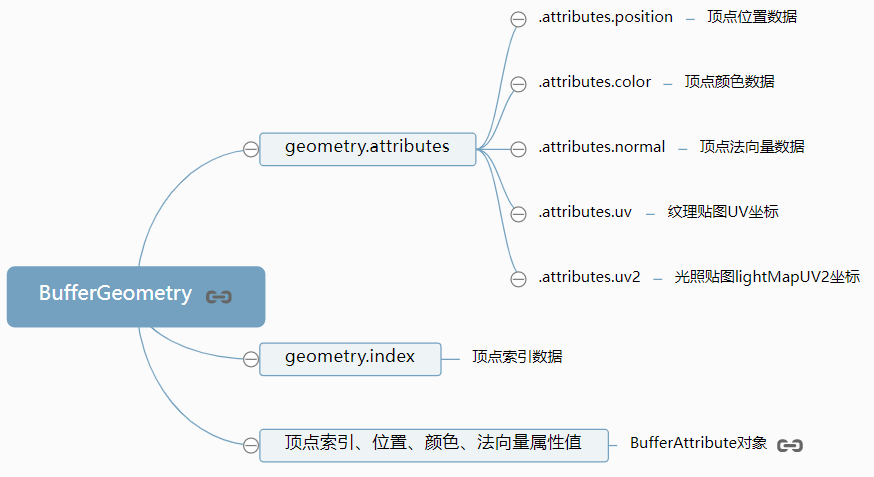 BufferGeometry
geometry.attributes
.attributes.position – 顶点位置数据
.attributes.color – 顶点颜色数据
.attributes.normal – 顶点法向量数据
.attributes.uv – 纹理贴图UV坐标
.attributes.uv2 – 光照贴图lightMapUV2坐标
geometry.index
顶点索引数据
顶点索引、位置、颜色、法向量属性值
BufferAttribute对象